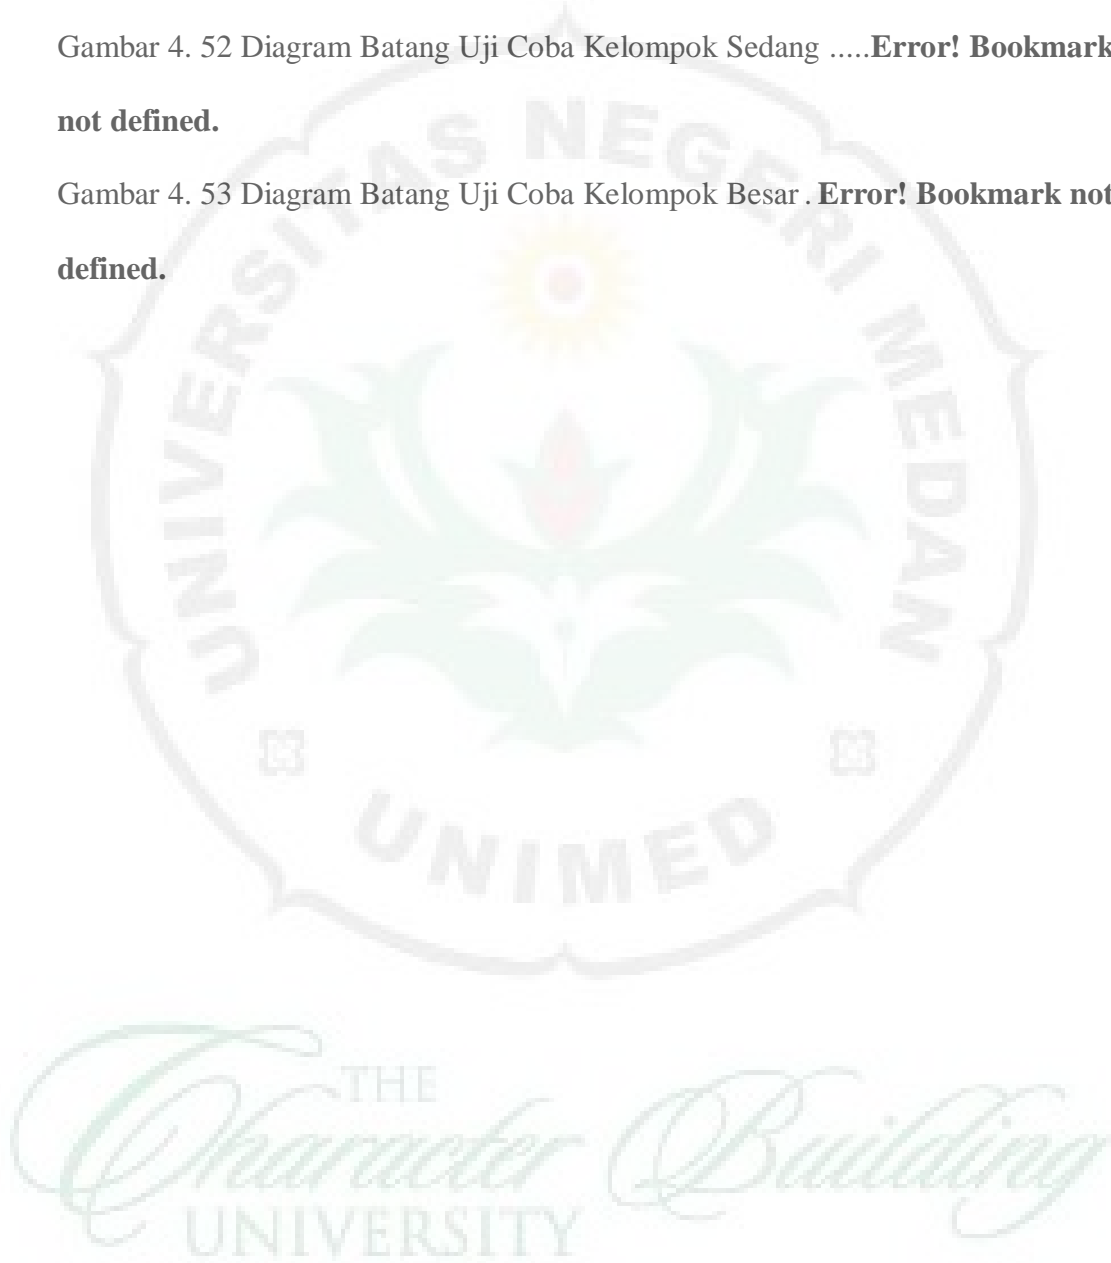 Gambar 4. 52 Diagram Batang Uji Coba Kelompok Sedang .....Error! Bookmark
not defined.
Gambar 4. 53 Diagram Batang Uji Coba Kelompok Besar . Error! Bookmark not
defined.
UNIVERSITAS NEGERI MEDAN
UNIMED
THE
Character Building
UNIVERSITY